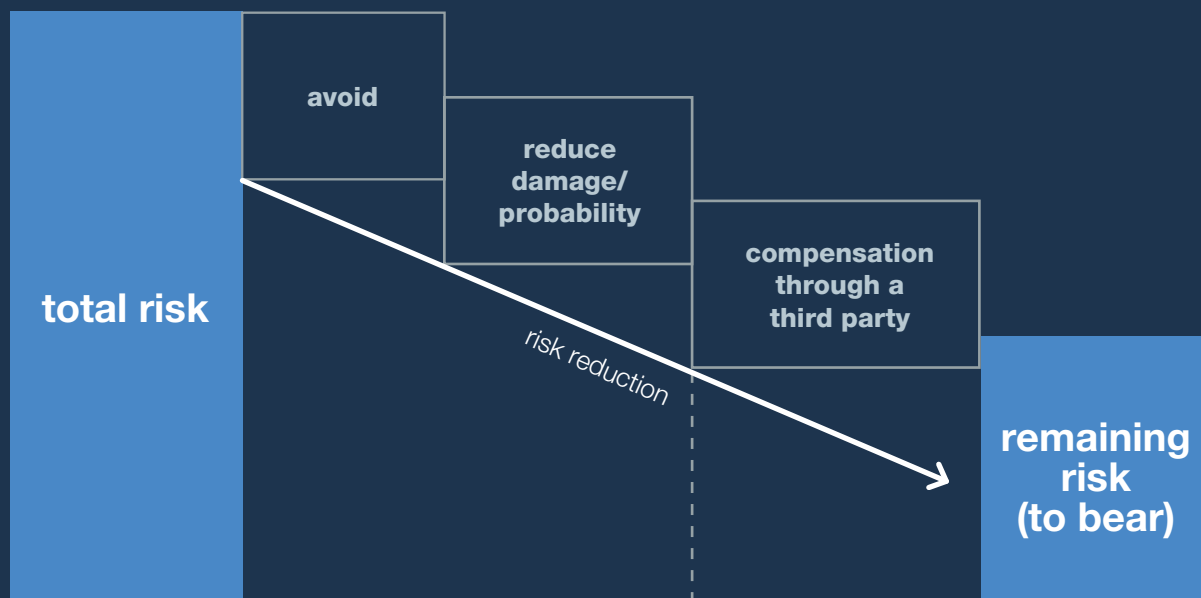 avoid
reduce
damage/
probability
compensation
through a
third party
total risk
risk reduction
remaining
risk
(to bear)